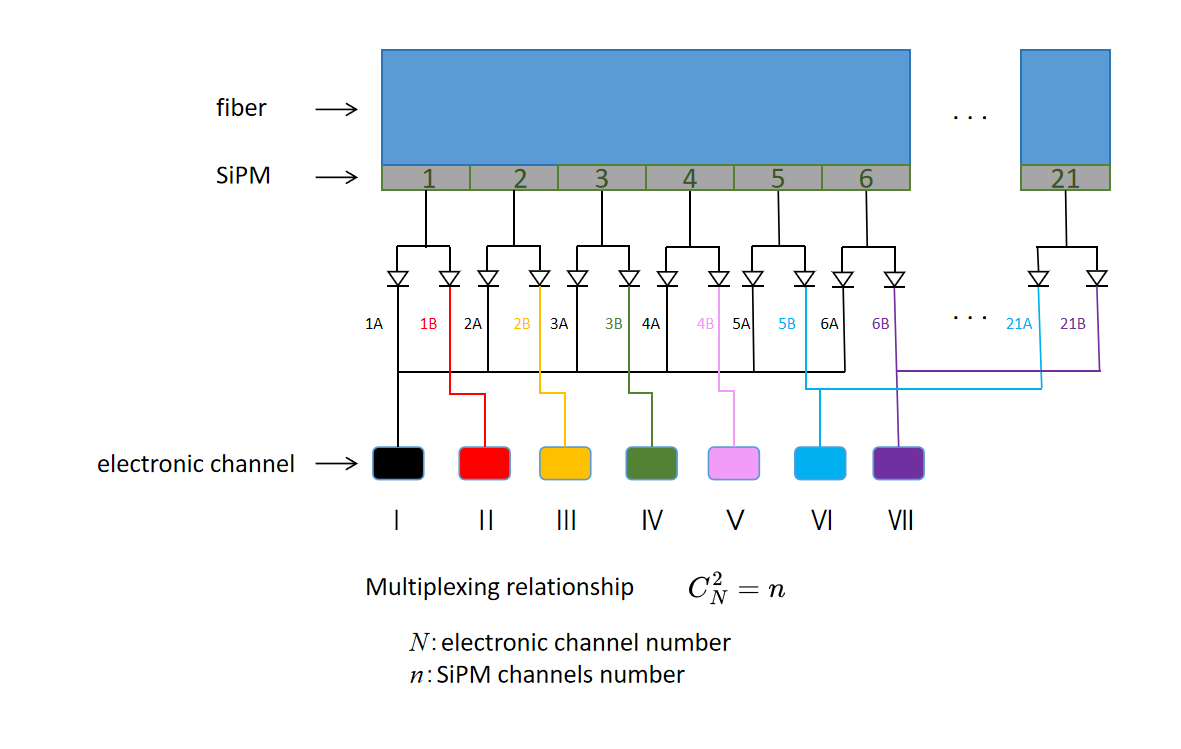 fiber
. . .
SiPM
1 2 3 4 5 6 21
1A 1B 2A 2B 3A 3B 4A 4B 5A 5B 6A 6B . . . 21A 21B
electronic channel
I II III IV V VI VII
Multiplexing relationship $C_N^2 = n$
N: electronic channel number
n: SiPM channels number